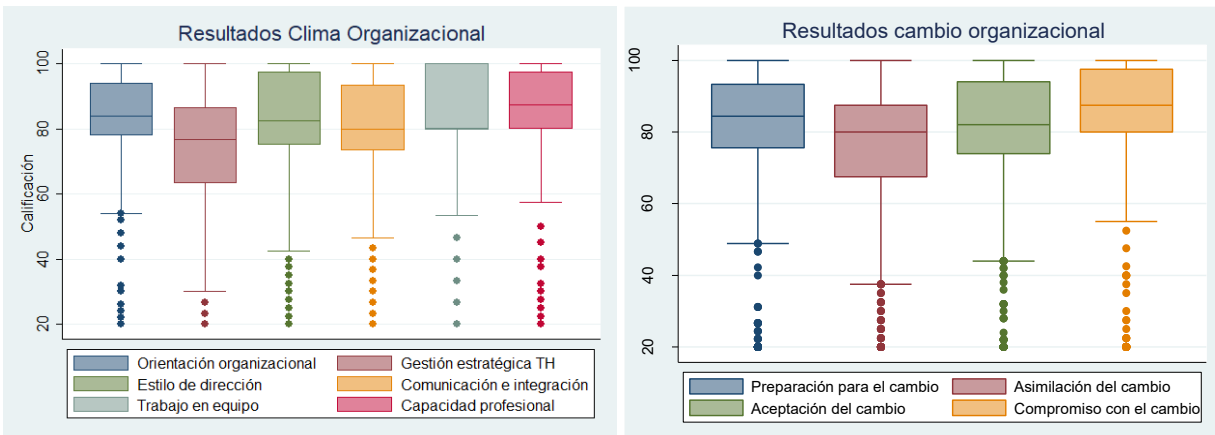 Resultados Clima Organizacional
Calificación
100
80
60
40
20
Orientación organizacional
Gestión estratégica TH
Estilo de dirección
Comunicación e integración
Trabajo en equipo
Capacidad profesional
Resultados cambio organizacional
100
80
60
40
20
Preparación para el cambio
Asimilación del cambio
Aceptación del cambio
Compromiso con el cambio